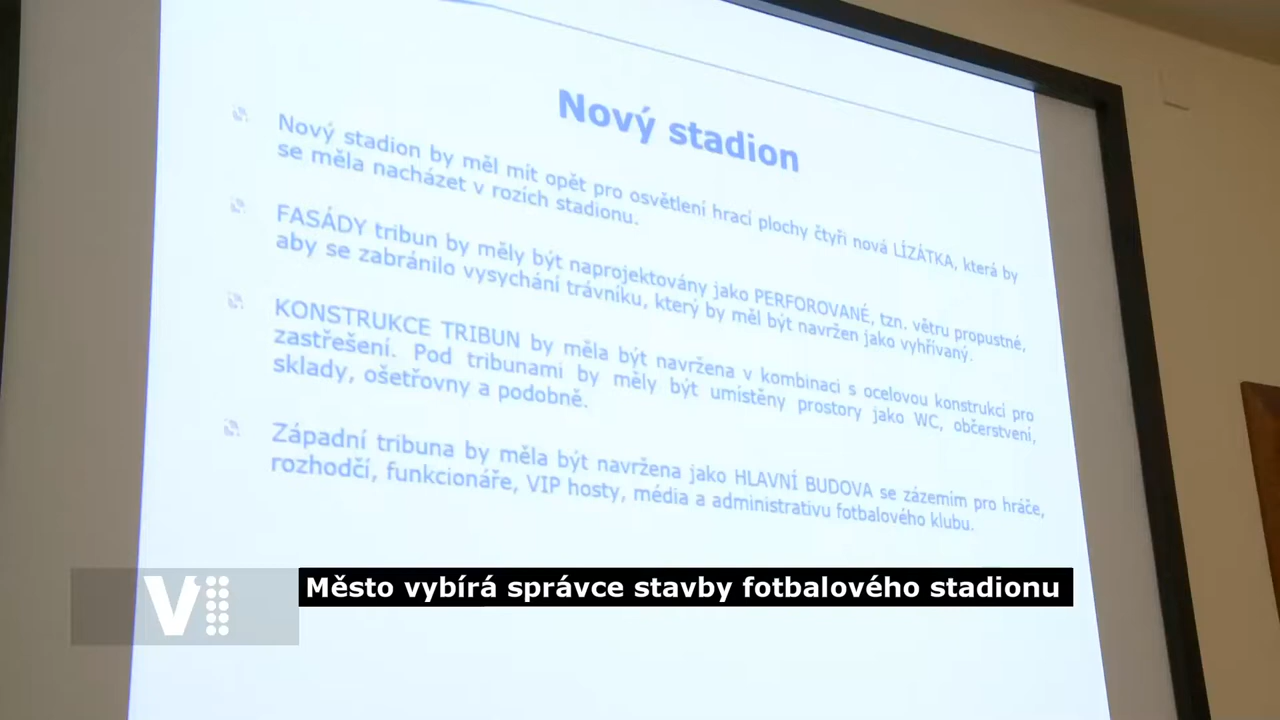 Nový stadion
Nový stadion by měl mít opět pro osvětlení hrací plochy čtyři nová LÍZÁTKA, která by
se měla nacházet v rozích stadionu.
FASÁDY tribun by měly být naprojektovány jako PERFOROVANÉ, tzn. větru propustné,
aby se zabránilo vysychání trávníku, který by měl být navržen jako vyhřívaný.
KONSTRUKCE TRIBUN by měla být navržena v kombinaci s ocelovou konstrukcí pro
zastřešení. Pod tribunami by měly být umístěny prostory jako WC, občerstvení,
sklady, ošetřovny a podobně.
Západní tribuna by měla být navržena jako HLAVNÍ BUDOVA se zázemím pro hráče,
rozhodčí, funkcionáře, VIP hosty, média a administrativu fotbalového klubu.
Město vybírá správce stavby fotbalového stadionu
V